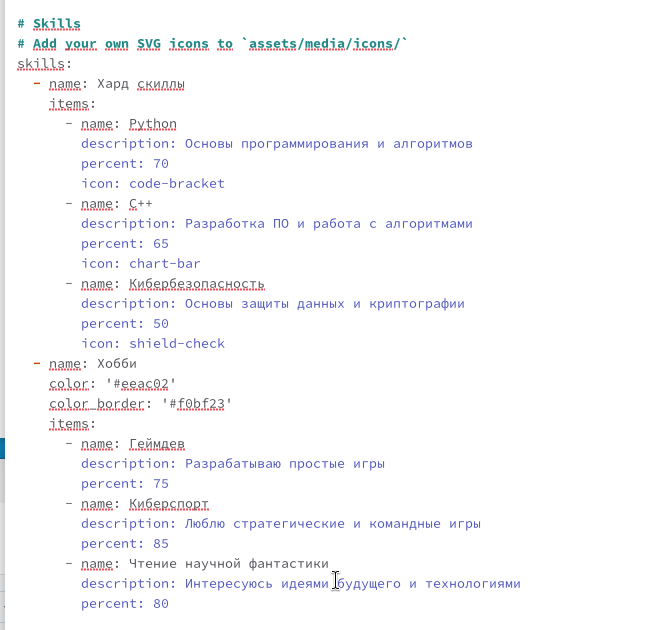 # Skills
# Add your own SVG icons to `assets/media/icons/`
skills:
  - name: Хард скиллы
    items:
      - name: Python
        description: Основы программирования и алгоритмов
        percent: 70
        icon: code-bracket
      - name: C++
        description: Разработка ПО и работа с алгоритмами
        percent: 65
        icon: chart-bar
      - name: Кибербезопасность
        description: Основы защиты данных и криптографии
        percent: 50
        icon: shield-check
  - name: Хобби
    color: '#eeac02'
    color_border: '#f0bf23'
    items:
      - name: Геймдев
        description: Разрабатываю простые игры
        percent: 75
      - name: Киберспорт
        description: Люблю стратегические и командные игры
        percent: 85
      - name: Чтение научной фантастики
        description: Интересуюсь идеями будущего и технологиями
        percent: 80